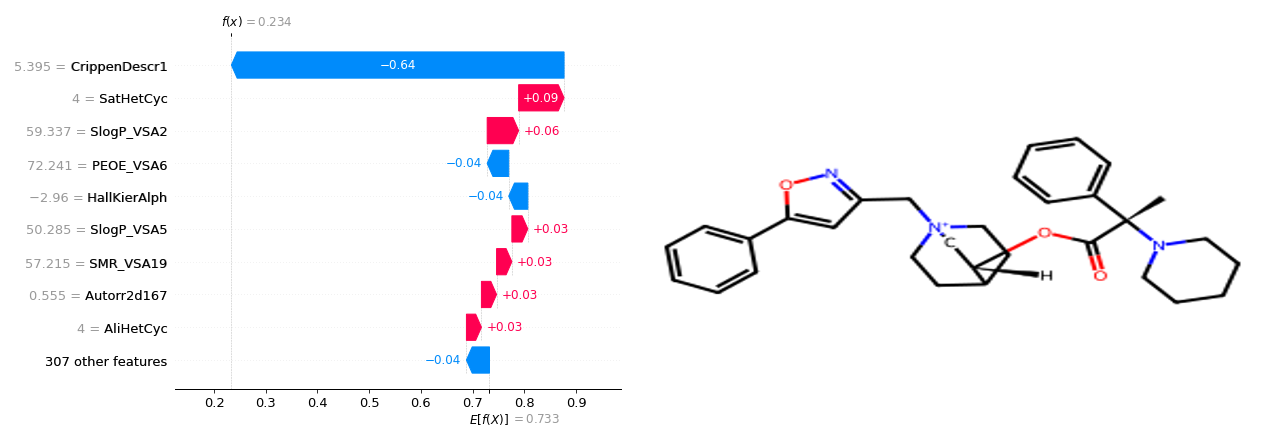 f(x) = 0.234
5.395 = CrippenDescr1
−0.64
4 = SatHetCyc
+0.09
59.337 = SlogP_VSA2
+0.06
72.241 = PEOE_VSA6
−0.04
−2.96 = HallKierAlph
−0.04
50.285 = SlogP_VSA5
+0.03
57.215 = SMR_VSA19
+0.03
0.555 = Autorr2d167
+0.03
4 = AliHetCyc
+0.03
307 other features
−0.04
0.2 0.3 0.4 0.5 0.6 0.7 0.8 0.9
E[f(X)] = 0.733
O
N
N+
C
O
H
O
N